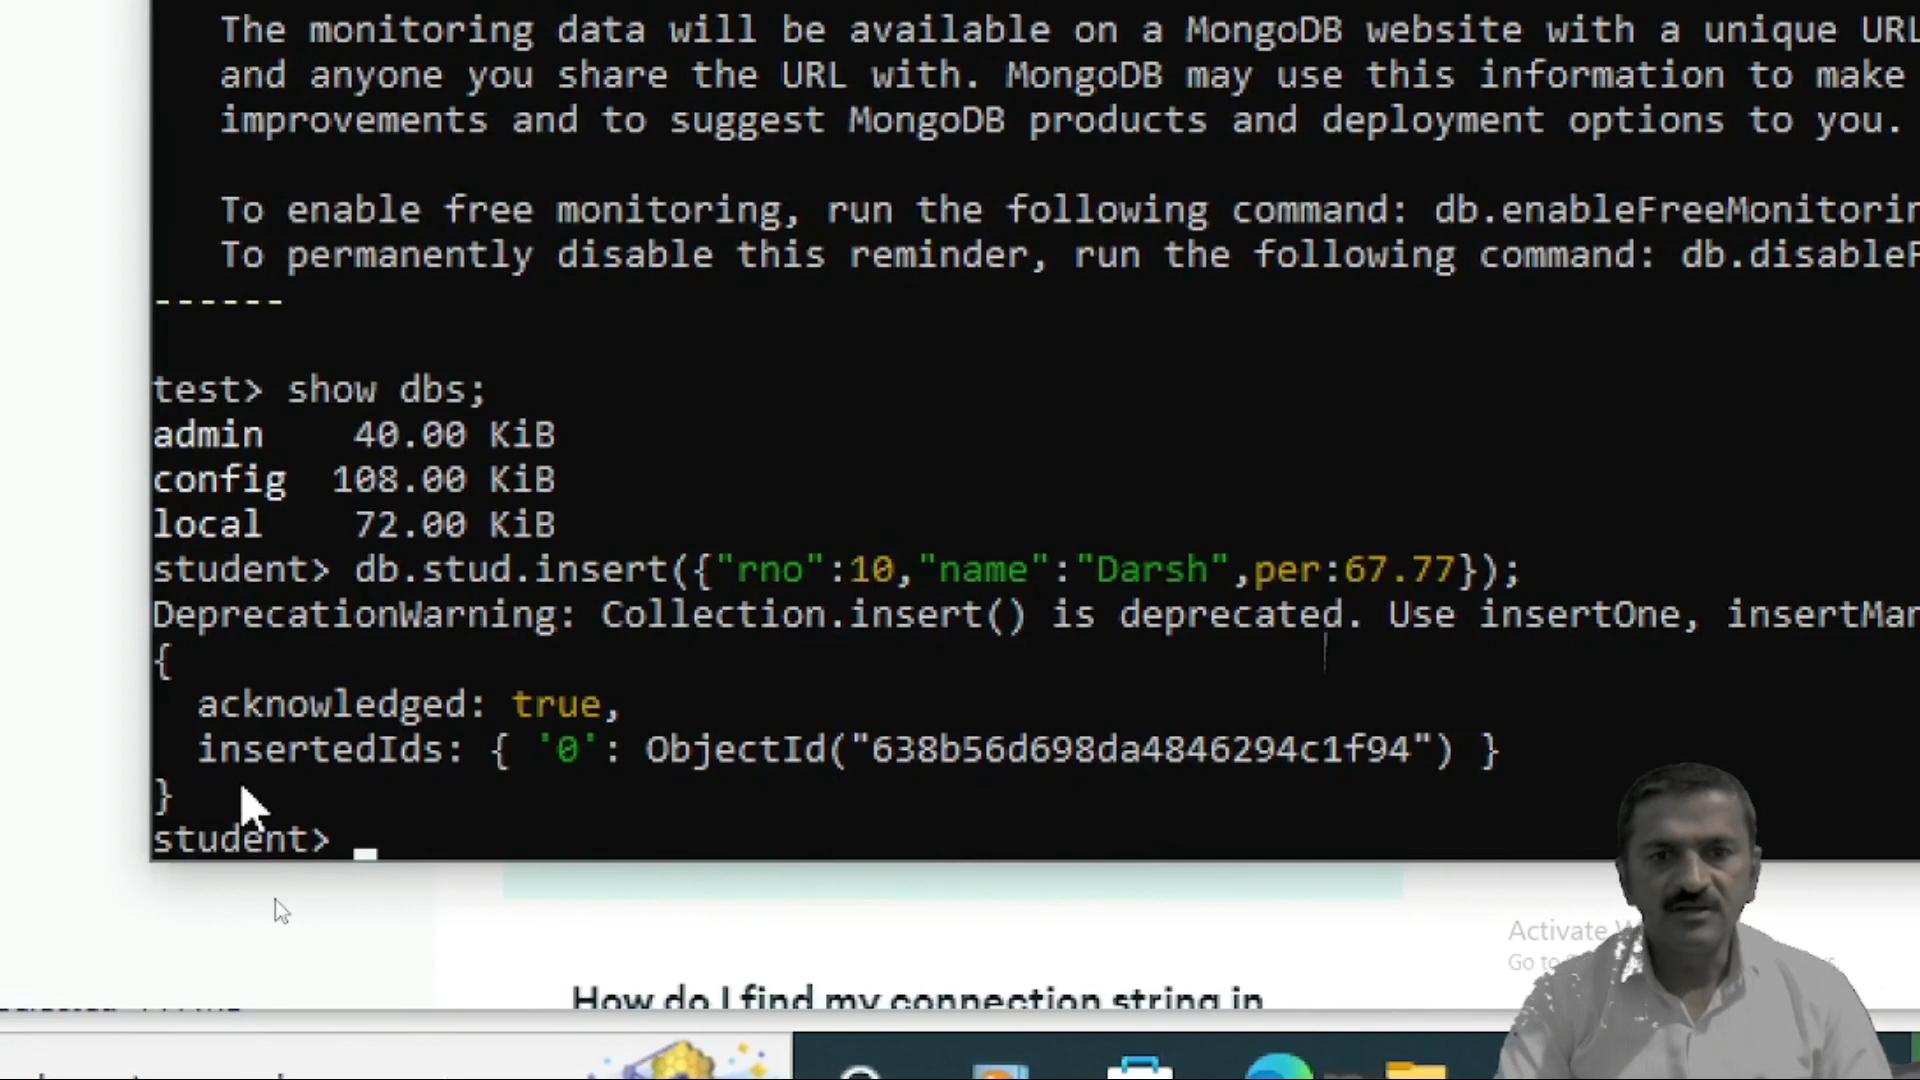 The monitoring data will be available on a MongoDB website with a unique URL
and anyone you share the URL with. MongoDB may use this information to make
improvements and to suggest MongoDB products and deployment options to you.
To enable free monitoring, run the following command: db.enableFreeMonitorin
To permanently disable this reminder, run the following command: db.disableF
------
test> show dbs;
admin 40.00 KiB
config 108.00 KiB
local 72.00 KiB
student> db.stud.insert({"rno":10,"name":"Darsh",per:67.77});
DeprecationWarning: Collection.insert() is deprecated. Use insertOne, insertMan
{
acknowledged: true,
insertedIds: { '0': ObjectId("638b56d698da4846294c1f94") }
}
student>
Activate
Go to
How do I find my connection string in